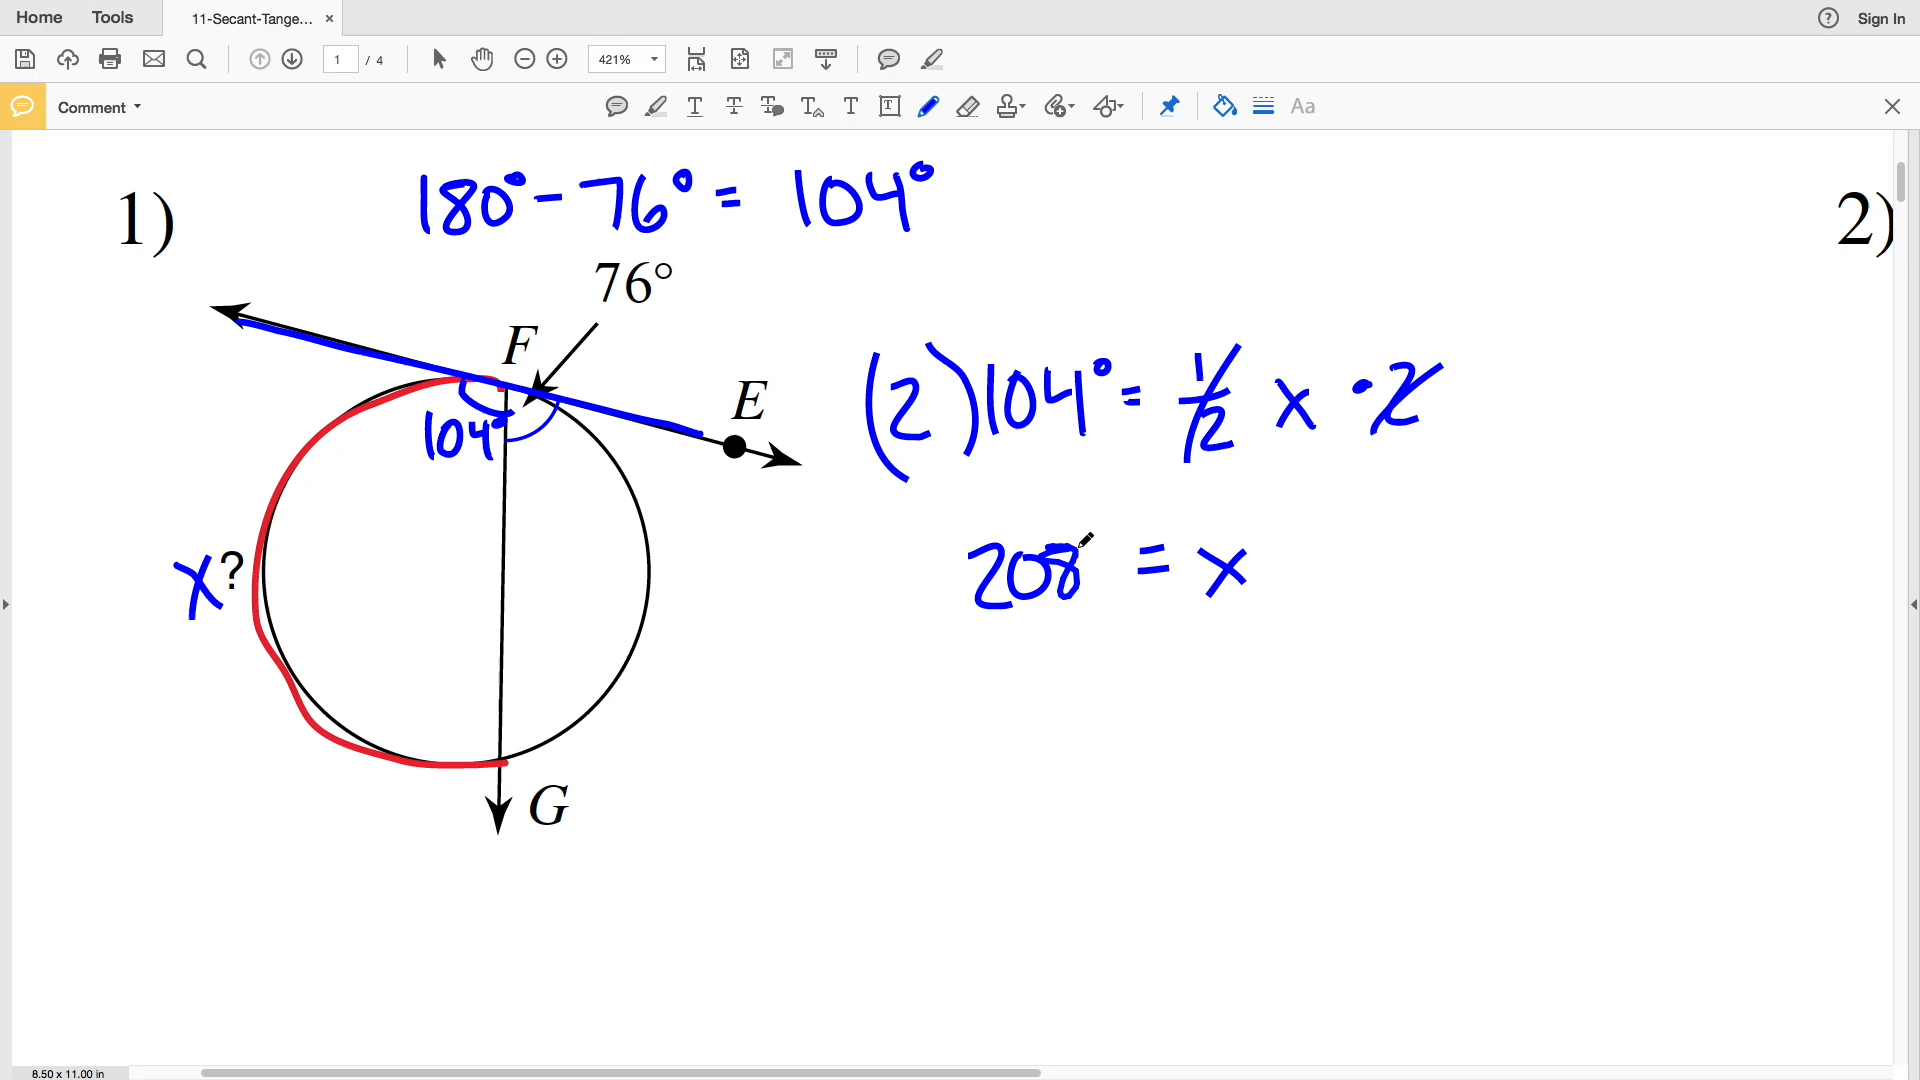 Home Tools 11-Secant-Tange... × ? Sign In
1 / 4 421%
Comment T T T T T T Aa
180° - 76° = 104°
1)
2)
76°
F
E
104°
(2)104° = 1/2 x · 2
x?
208 = x
G
8.50 x 11.00 in